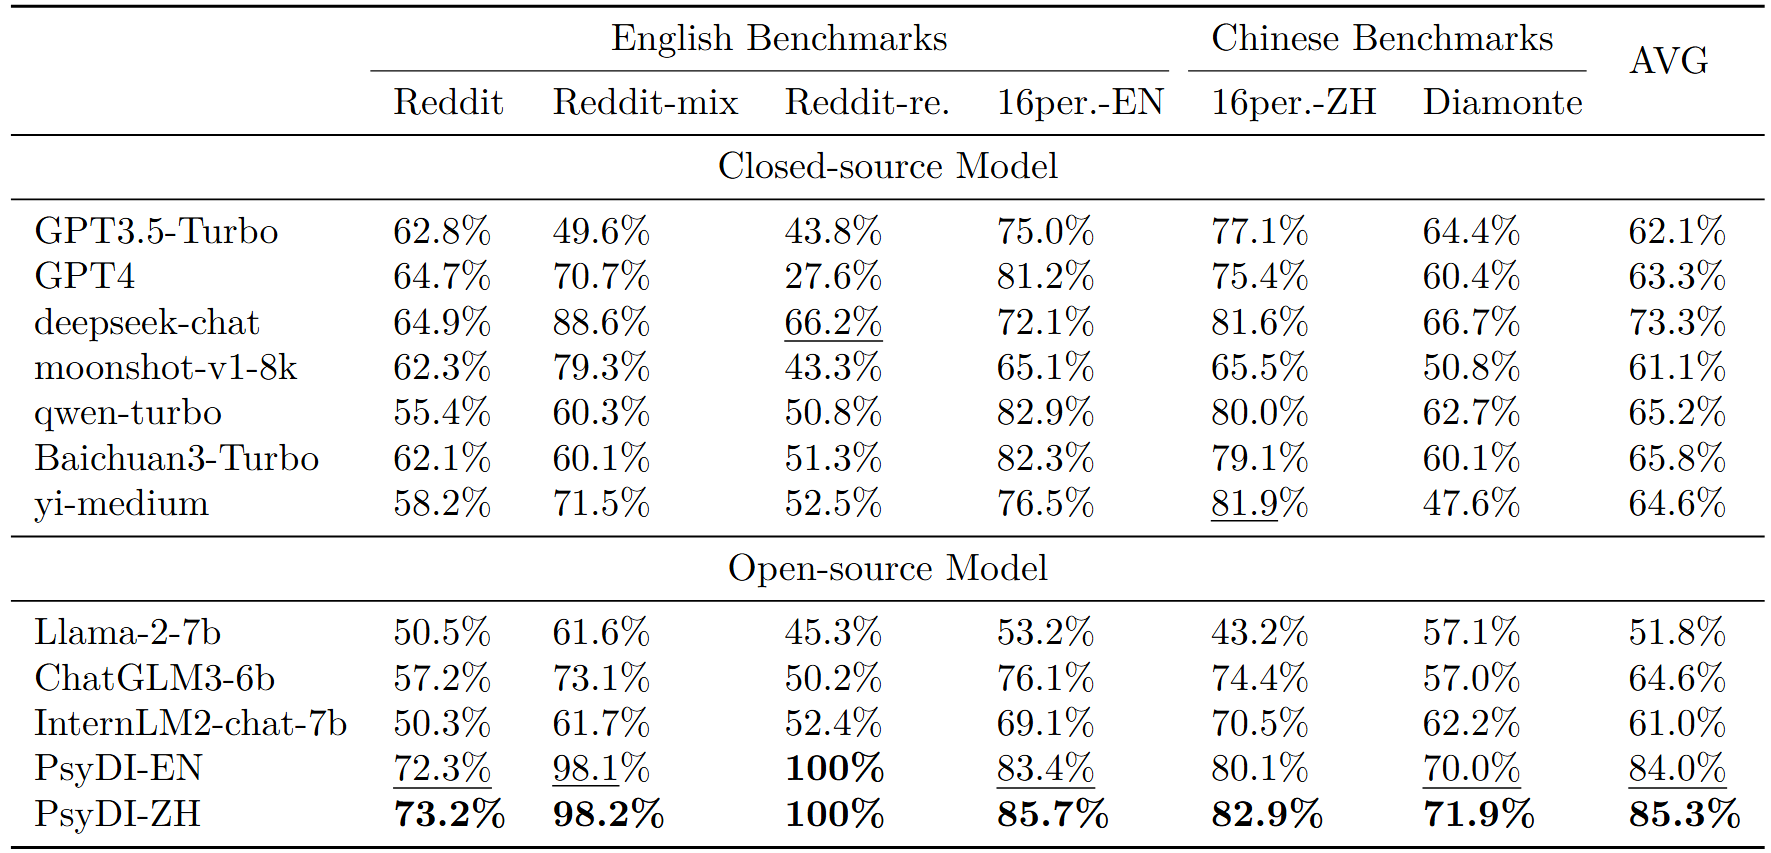 English Benchmarks Chinese Benchmarks AVG
Reddit Reddit-mix Reddit-re. 16per.-EN 16per.-ZH Diamonte
Closed-source Model
GPT3.5-Turbo 62.8% 49.6% 43.8% 75.0% 77.1% 64.4% 62.1%
GPT4 64.7% 70.7% 27.6% 81.2% 75.4% 60.4% 63.3%
deepseek-chat 64.9% 88.6% 66.2% 72.1% 81.6% 66.7% 73.3%
moonshot-v1-8k 62.3% 79.3% 43.3% 65.1% 65.5% 50.8% 61.1%
qwen-turbo 55.4% 60.3% 50.8% 82.9% 80.0% 62.7% 65.2%
Baichuan3-Turbo 62.1% 60.1% 51.3% 82.3% 79.1% 60.1% 65.8%
yi-medium 58.2% 71.5% 52.5% 76.5% 81.9% 47.6% 64.6%
Open-source Model
Llama-2-7b 50.5% 61.6% 45.3% 53.2% 43.2% 57.1% 51.8%
ChatGLM3-6b 57.2% 73.1% 50.2% 76.1% 74.4% 57.0% 64.6%
InternLM2-chat-7b 50.3% 61.7% 52.4% 69.1% 70.5% 62.2% 61.0%
PsyDI-EN 72.3% 98.1% 100% 83.4% 80.1% 70.0% 84.0%
PsyDI-ZH 73.2% 98.2% 100% 85.7% 82.9% 71.9% 85.3%